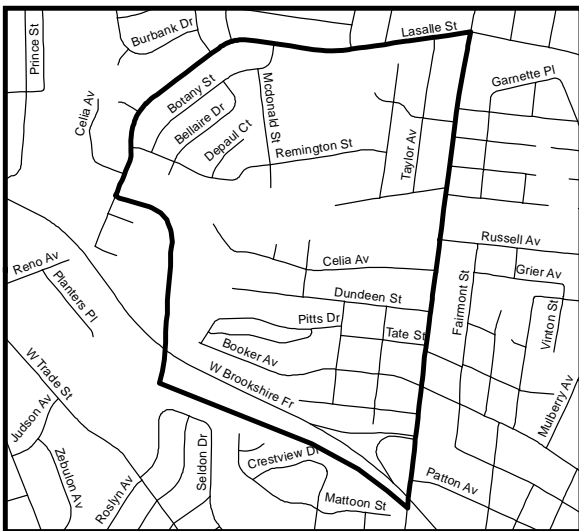 Lasalle St
Burbank Dr
Prince St
Garnette Pl
Botany St
Mcdonald St
Celia Av
Bellaire Dr
Depaul Ct
Remington St
Taylor Av
Russell Av
Reno Av
Celia Av
Grier Av
Planters Pl
Dundeen St
Fairmont St
Pitts Dr
Vinton St
Tate St
Booker Av
W Trade St
W Brookshire Fr
Mulberry Av
Judson Av
Crestview Dr
Seldon Dr
Zebulon Av
Patton Av
Roslyn Av
Mattoon St